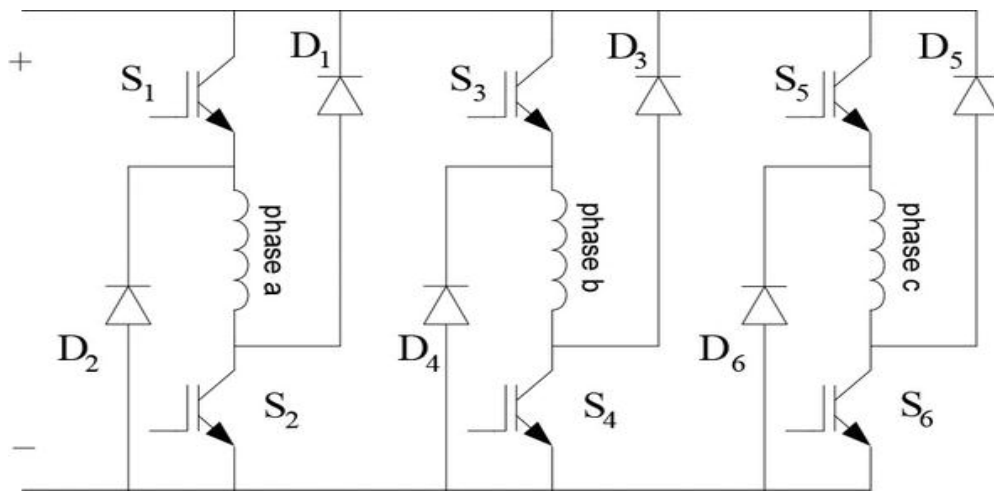 +
S1
D1
S3
D3
S5
D5
phase a
phase b
phase c
D2
D4
D6
S2
S4
S6
−